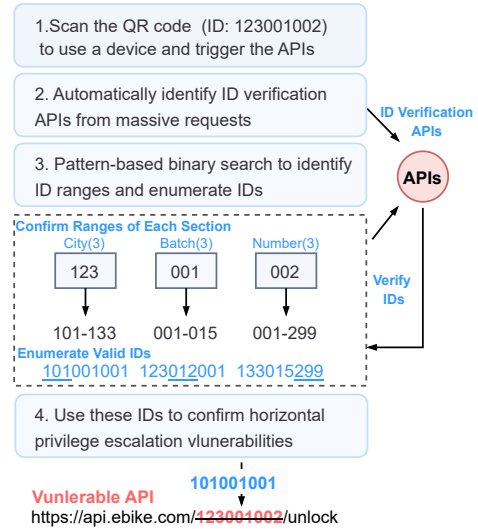 1.Scan the QR code (ID: 123001002)
to use a device and trigger the APIs
2. Automatically identify ID verification
APIs from massive requests
ID Verification
APIs
3. Pattern-based binary search to identify
ID ranges and enumerate IDs
APIs
Confirm Ranges of Each Section
City(3) Batch(3) Number(3)
123 001 002
Verify
IDs
101-133 001-015 001-299
Enumerate Valid IDs
101001001 123012001 133015299
4. Use these IDs to confirm horizontal
privilege escalation vlunerabilities
101001001
Vunlerable API
https://api.ebike.com/123001002/unlock